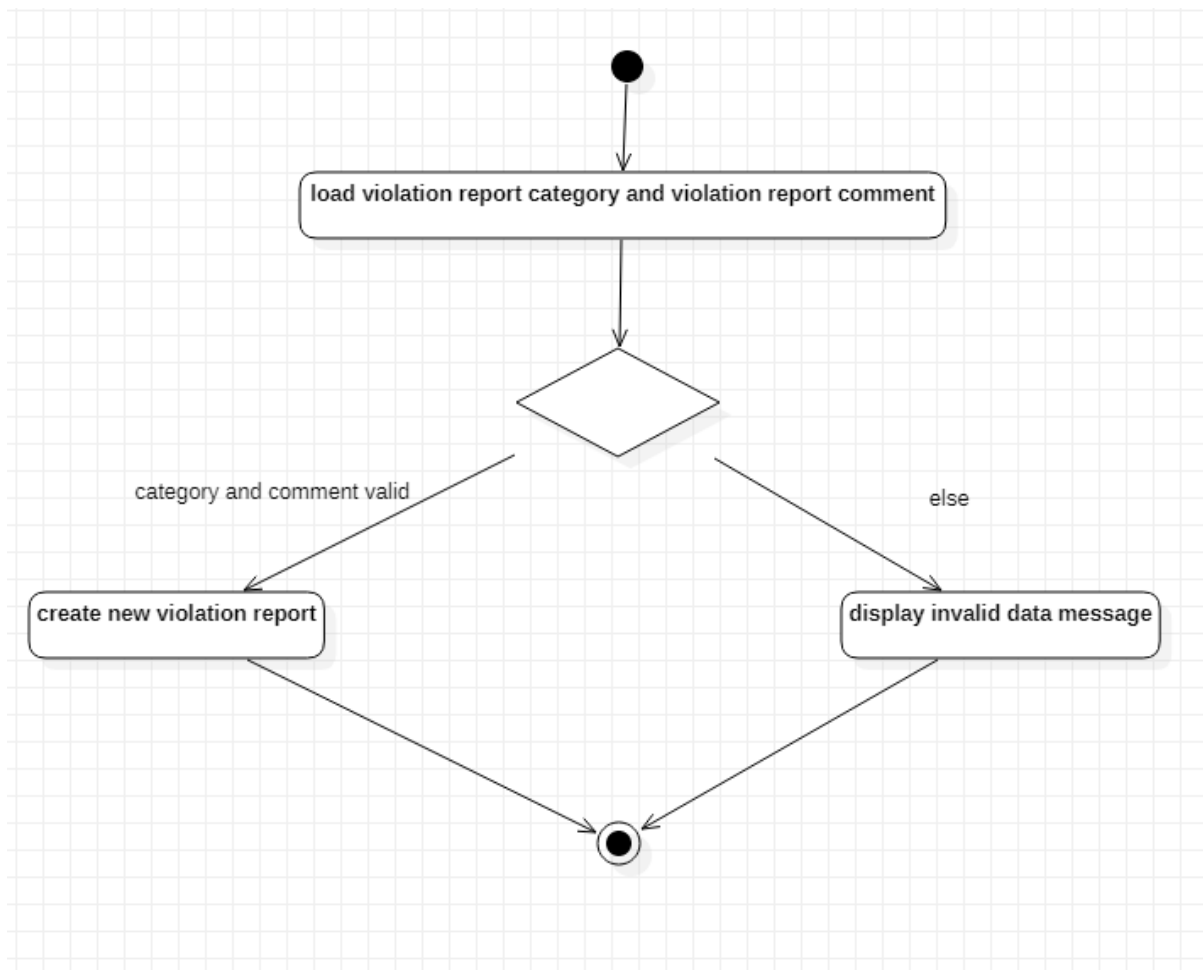 load violation report category and violation report comment
category and comment valid
else
create new violation report
display invalid data message